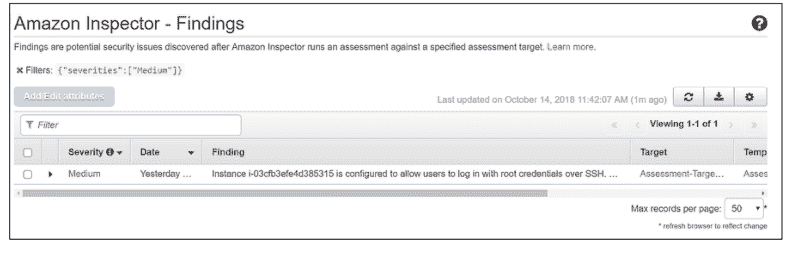 Amazon Inspector - Findings
Findings are potential security issues discovered after Amazon Inspector runs an assessment against a specified assessment target. Learn more.
✖ Filters: {"severities":["Medium"]}
Add/Edit attributes
Last updated on October 14, 2018 11:42:07 AM (1m ago)
Filter
« ‹ Viewing 1-1 of 1 › »
Severity Date Finding Target Temp
Medium Yesterday ... Instance i-03cfb3efe4d385315 is configured to allow users to log in with root credentials over SSH. ... Assessment-Targe... Asses
Max records per page: 50 *
* refresh browser to reflect change